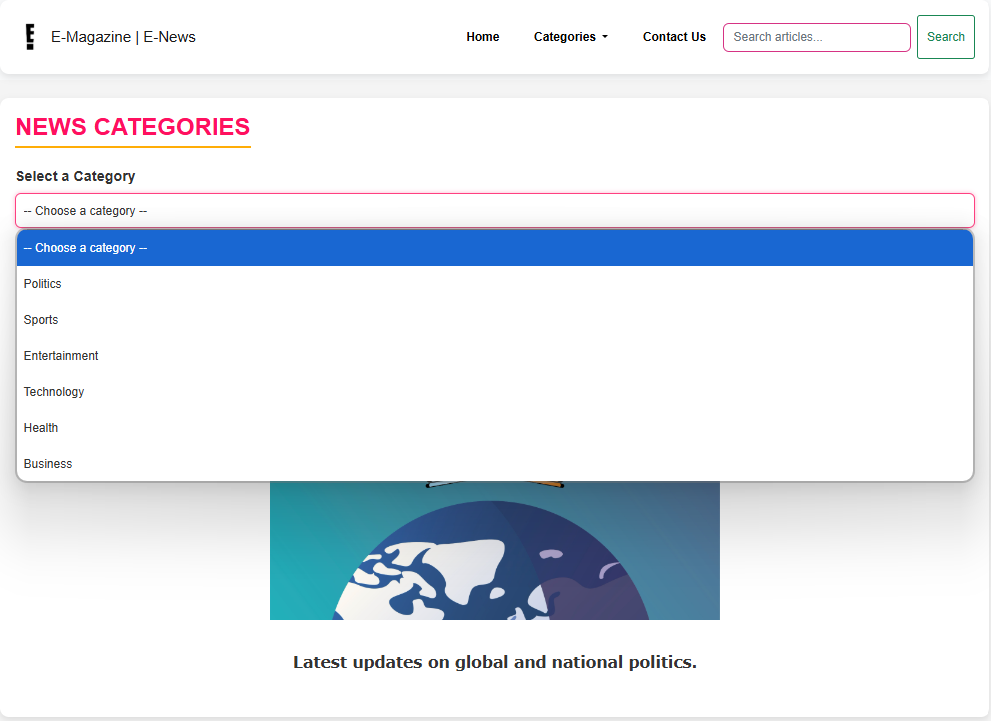 E-Magazine | E-News
Home
Categories
Contact Us
Search articles...
Search
NEWS CATEGORIES
Select a Category
-- Choose a category --
-- Choose a category --
Politics
Sports
Entertainment
Technology
Health
Business
Latest updates on global and national politics.